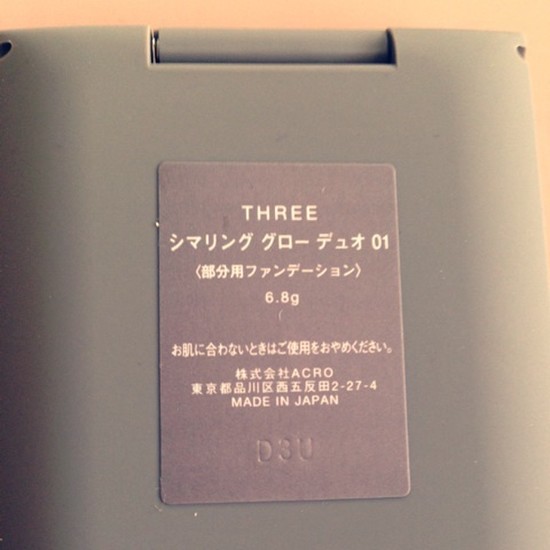 THREE
シマリング グロー デュオ 01
〈部分用ファンデーション〉
6.8g
お肌に合わないときはご使用をおやめください。
株式会社ACRO
東京都品川区西五反田2-27-4
MADE IN JAPAN
D3U